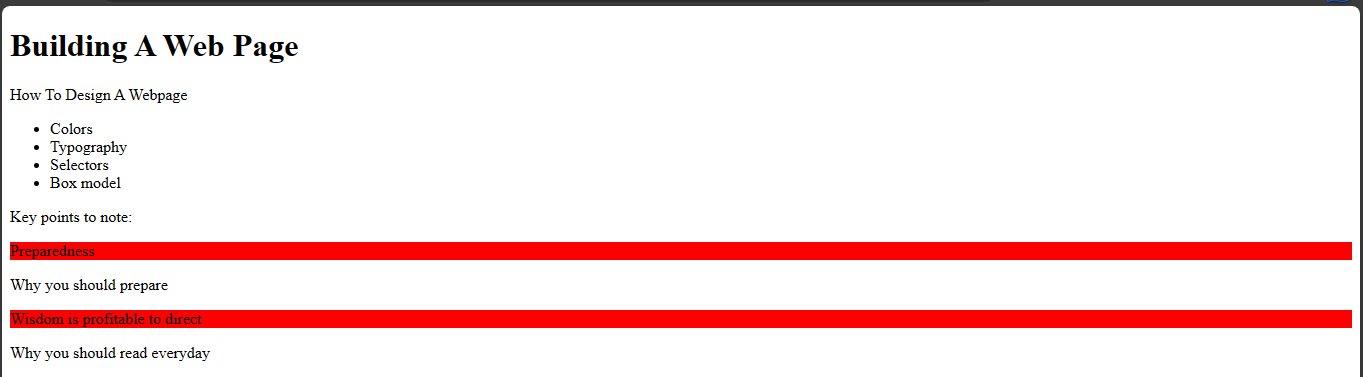 Building A Web Page
How To Design A Webpage
Colors
Typography
Selectors
Box model
Key points to note:
Preparedness
Why you should prepare
Wisdom is profitable to direct
Why you should read everyday